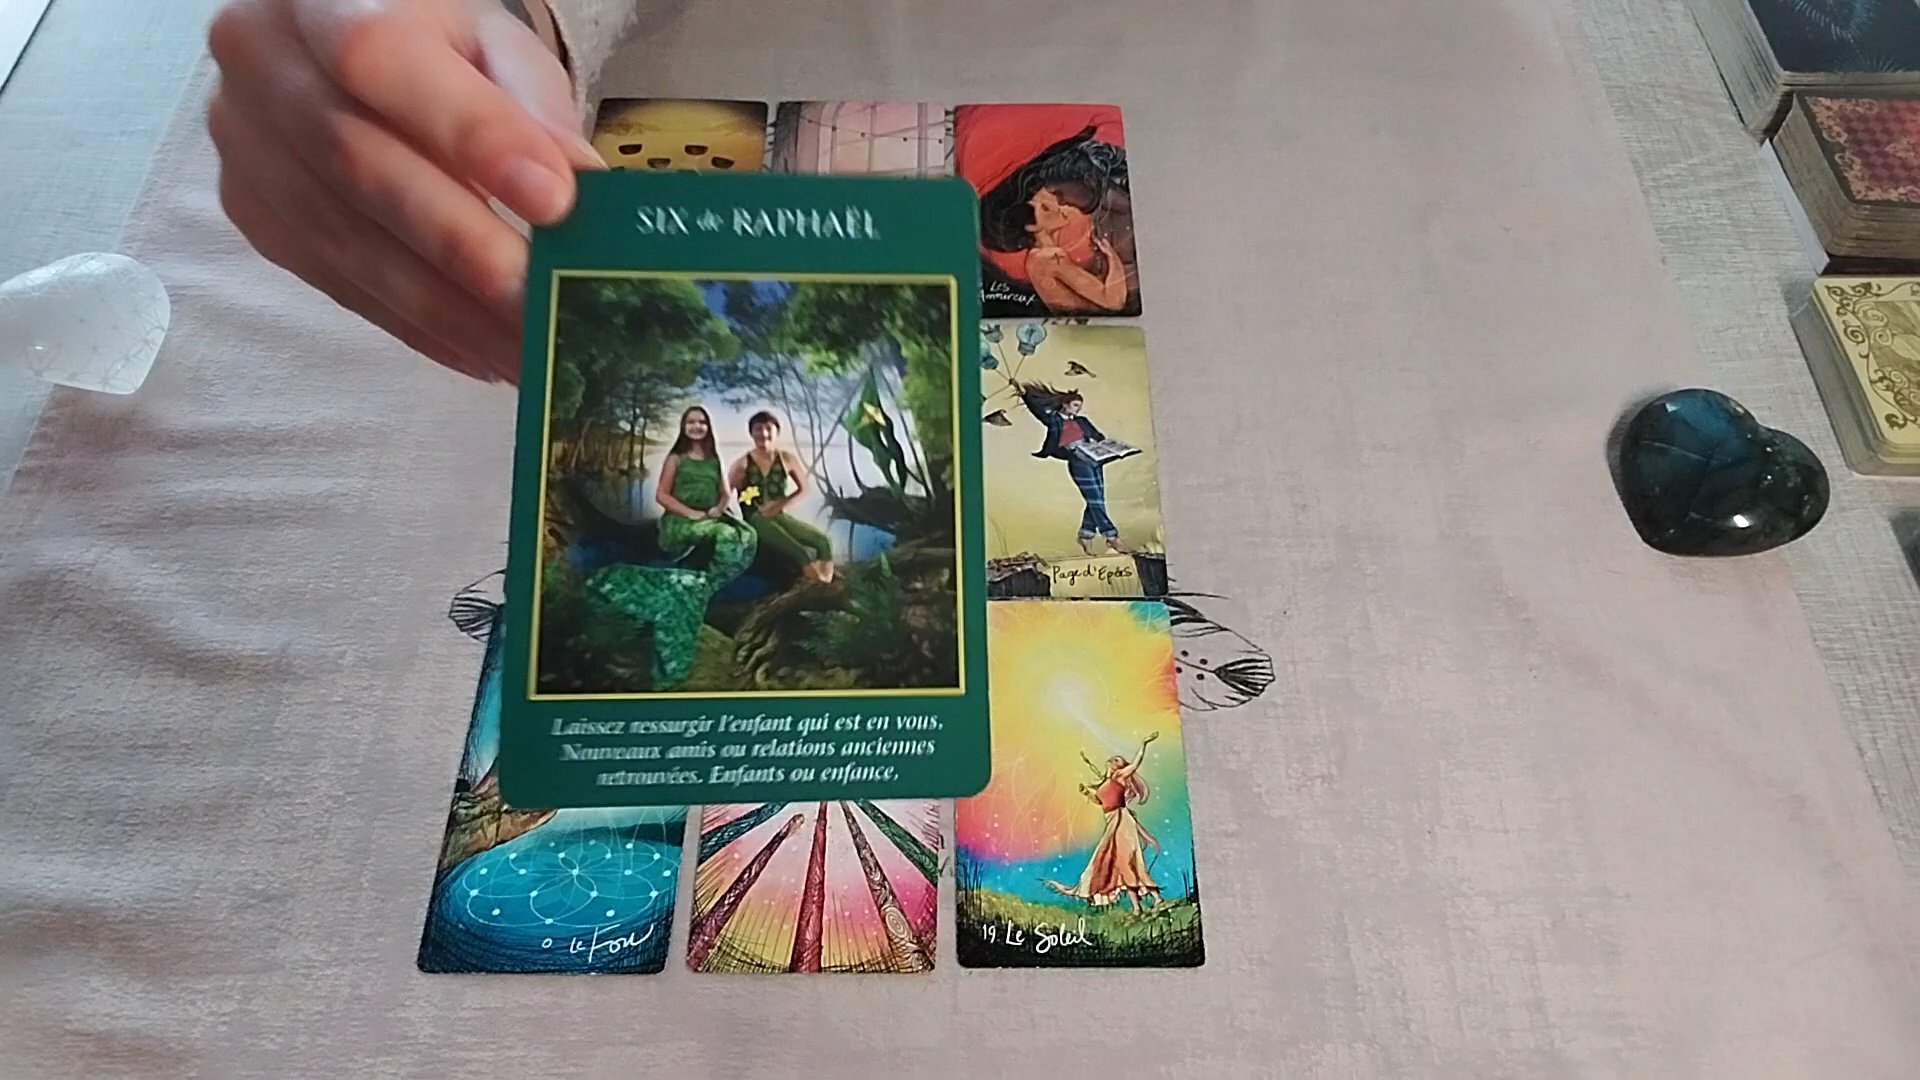 SIX de RAPHAËL
Laissez ressurgir l'enfant qui est en vous.
Nouveaux amis ou relations anciennes
retrouvées. Enfants ou enfance.
Les
Amoureux
Page d'Epées
0 Le Fou
19. Le Soleil